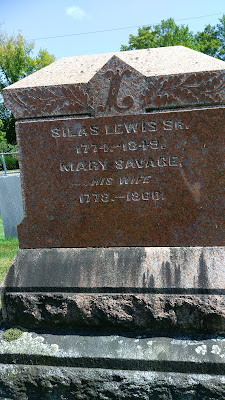 L
SILAS LEWIS SR.
1774.-1849.
MARY SAVAGE.
HIS WIFE
1778.-1860.